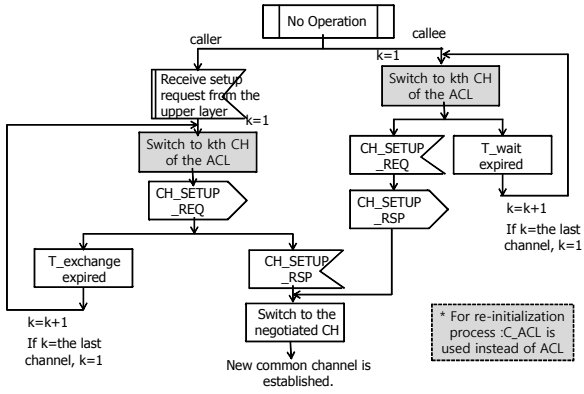 No Operation
caller
callee
k=1
Receive setup
request from the
upper layer
k=1
Switch to kth CH
of the ACL
Switch to kth CH
of the ACL
CH_SETUP
_REQ
T_wait
expired
CH_SETUP
_REQ
CH_SETUP
_RSP
k=k+1
If k=the last
channel, k=1
T_exchange
expired
CH_SETUP
_RSP
k=k+1
If k=the last
channel, k=1
Switch to the
negotiated CH
* For re-initialization
process :C_ACL is
used instead of ACL
New common channel is
established.